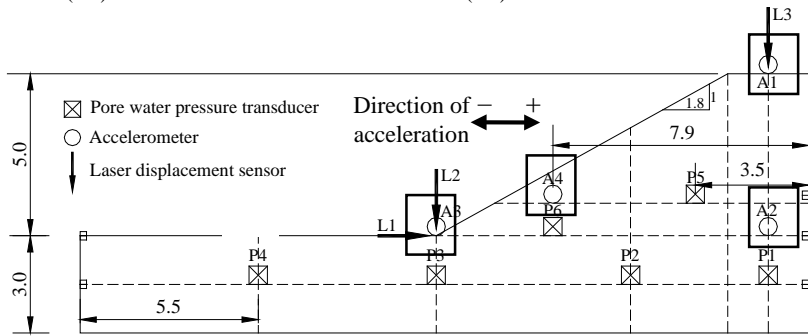 L3
A1
1.8
1
Pore water pressure transducer
Accelerometer
Laser displacement sensor
Direction of
acceleration
− +
7.9
5.0
L2
A4
P5
3.5
L1
A3
P6
A2
P4
P3
P2
P1
3.0
5.5